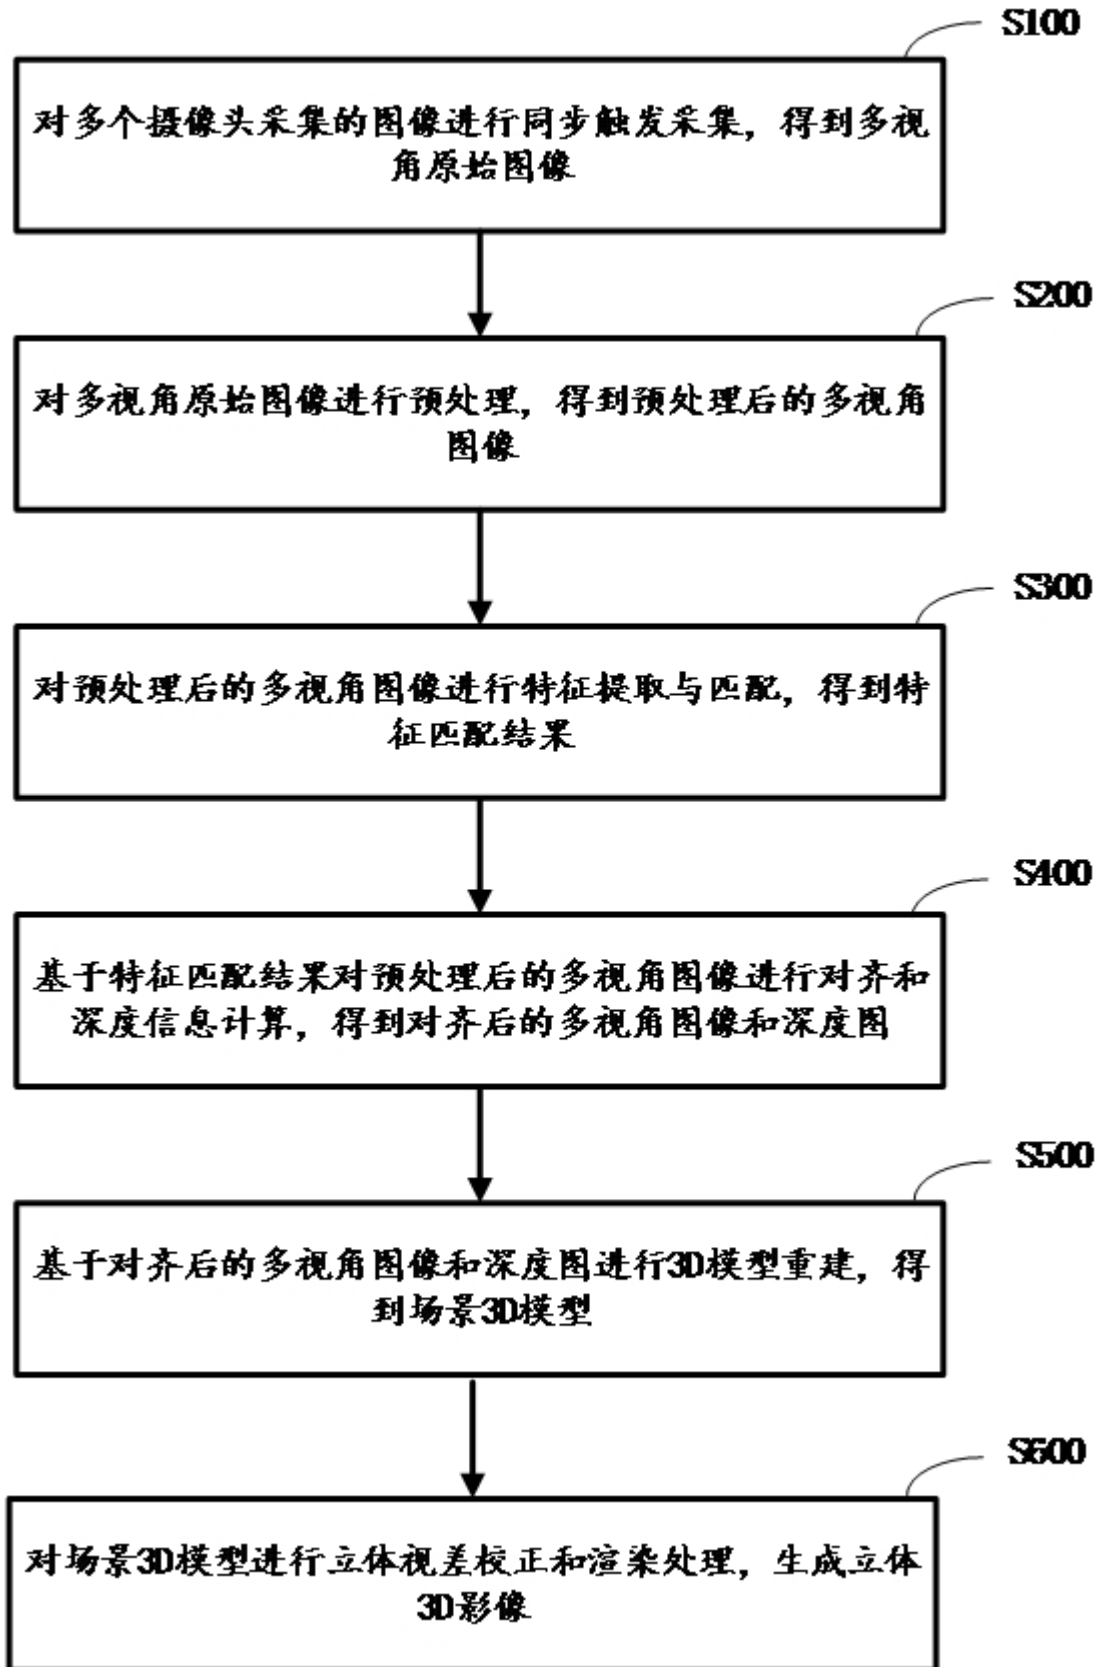 S100
对多个摄像头采集的图像进行同步触发采集，得到多视
角原始图像
S200
对多视角原始图像进行预处理，得到预处理后的多视角
图像
S300
对预处理后的多视角图像进行特征提取与匹配，得到特
征匹配结果
S400
基于特征匹配结果对预处理后的多视角图像进行对齐和
深度信息计算，得到对齐后的多视角图像和深度图
S500
基于对齐后的多视角图像和深度图进行3D模型重建，得
到场景3D模型
S600
对场景3D模型进行立体视差校正和渲染处理，生成立体
3D影像